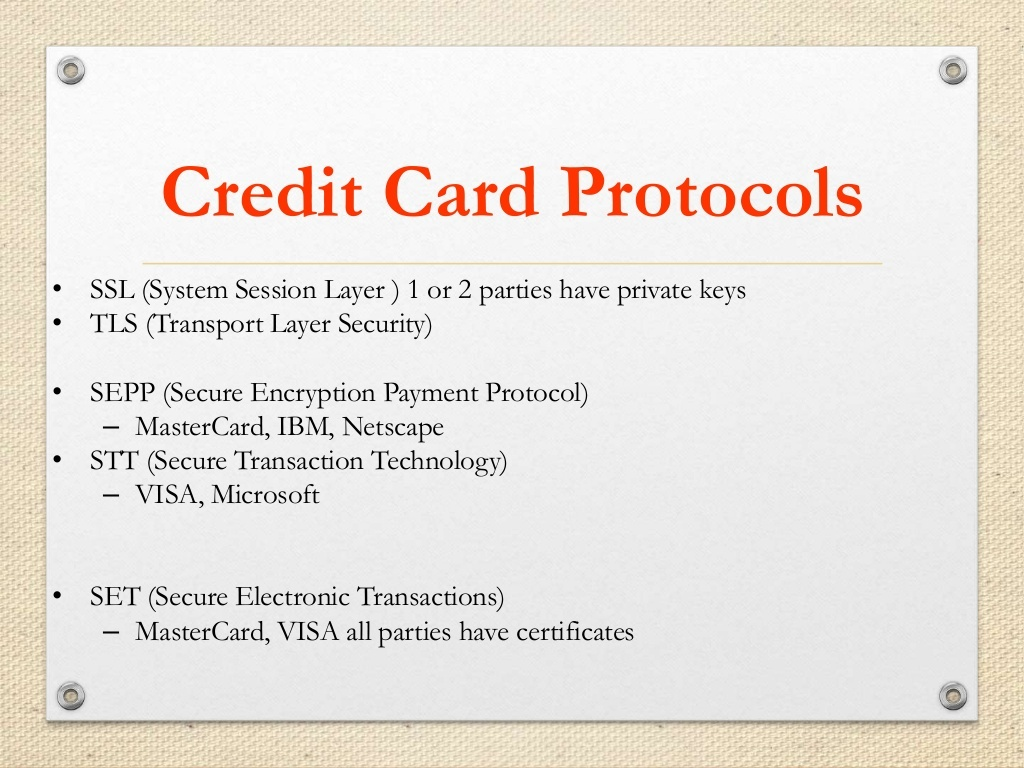 Credit Card Protocols
• SSL (System Session Layer ) 1 or 2 parties have private keys
• TLS (Transport Layer Security)
• SEPP (Secure Encryption Payment Protocol)
– MasterCard, IBM, Netscape
• STT (Secure Transaction Technology)
– VISA, Microsoft
• SET (Secure Electronic Transactions)
– MasterCard, VISA all parties have certificates